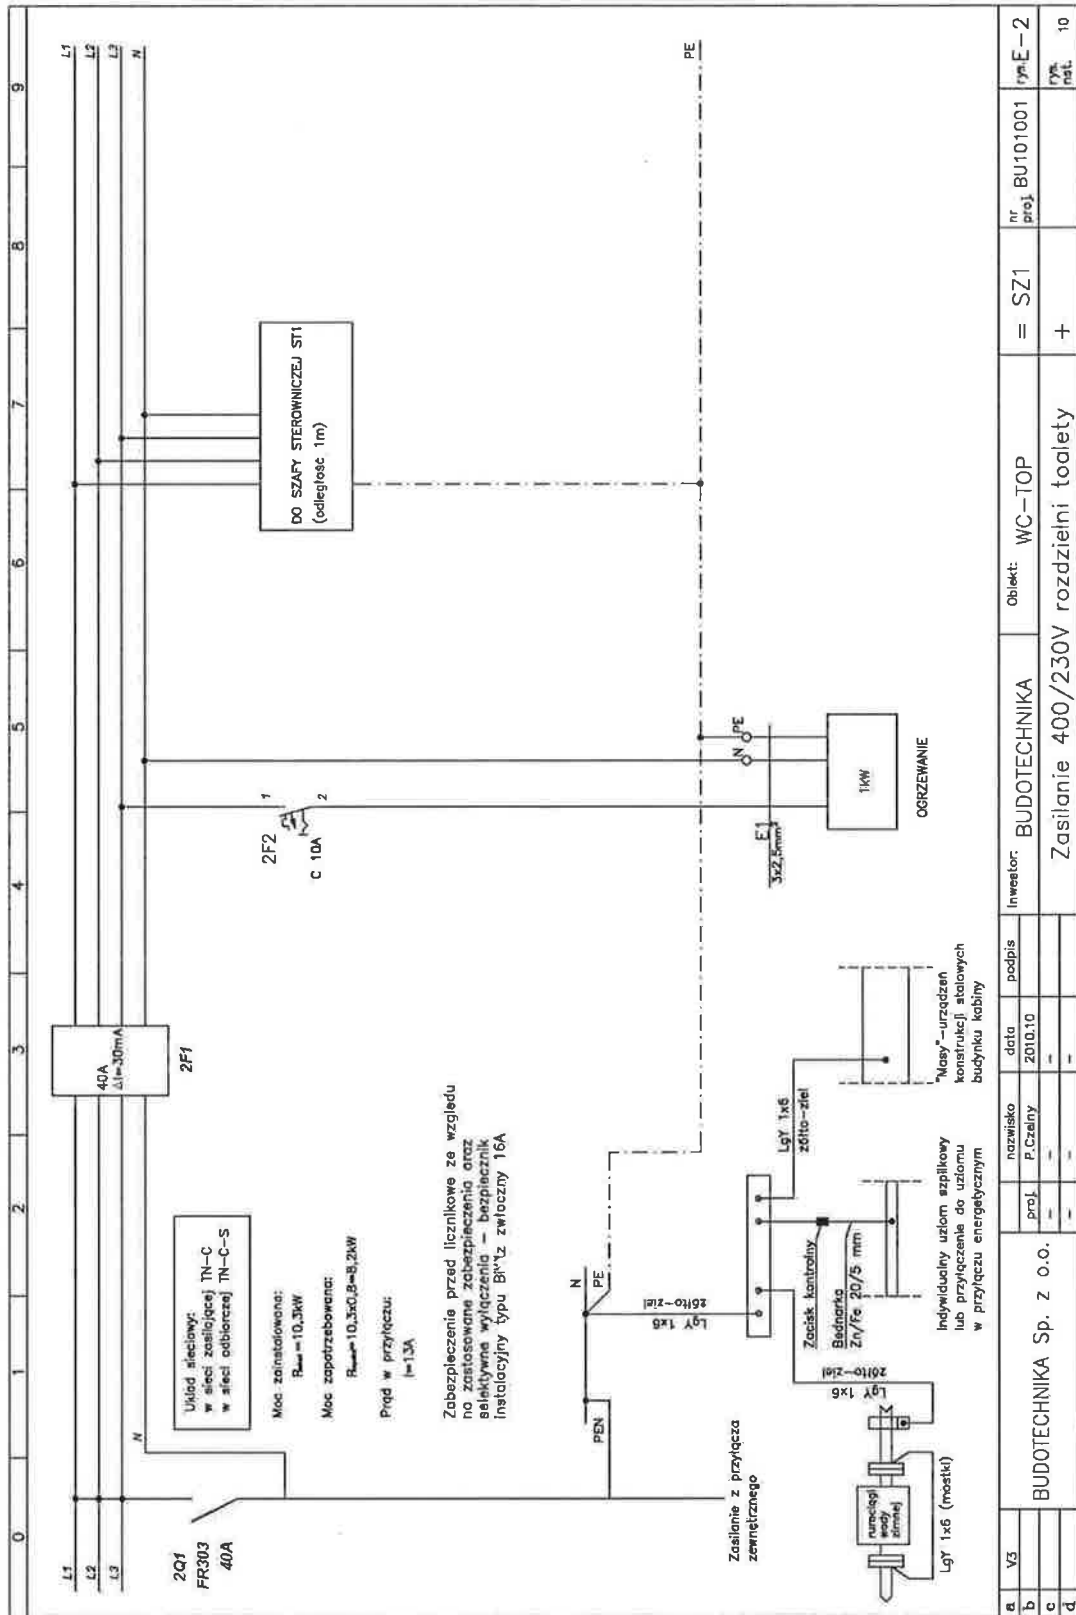 0 1 2 3 4 5 6 7 8 9
L1
L2
L3
N
L1
L2
L3
N
2Q1
FR303
40A
Układ sieciowy:
w sieci zasilającej TN-C
w sieci odbiorczej TN-C-S
Moc zainstalowana:
=10,3kW
Moc zapotrzebowana:
=10,3x0,8=8,2kW
Prąd w przyłączu:
I=13A
Zabezpieczenie przed licznikowe ze względu
na zastosowane zabezpieczenia oraz
selektywne wyłączenia – bezpiecznik
instalacyjny typu zwłoczny 16A
40A
ΔI=30mA
2F1
2F2
1
2
C 10A
DO SZAFY STEROWNICZEJ ST1
(odległość 1m)
PE
PEN
N
PE
Zasilanie z przyłącza
zewnętrznego
LgY 1x6
żółto-ziel
LgY 1x6
żółto-ziel
LgY 1x6
żółto-ziel
rurociągi
wody
zimnej
LgY 1x6 (mostki)
Zacisk kontrolny
Bednarka
Zn/Fe 20/5 mm
Indywidualny uziom szpilkowy
lub przyłączenie do uziomu
w przyłączu energetycznym
"Masy"-urządzeń
konstrukcji stalowych
budynku kabiny
N
PE
E1
3x2,5mm²
1kW
OGRZEWANIE
a V3
b
c
d
BUDOTECHNIKA Sp. z o.o.
nazwisko data podpis
proj. P.Czelny 2010.10
– – –
– – –
Inwestor: BUDOTECHNIKA
Obiekt: WC-TOP
= SZ1
nr proj. BU101001
rys. E-2
Zasilanie 400/230V rozdzielni toalety
+
rys. nst. 10